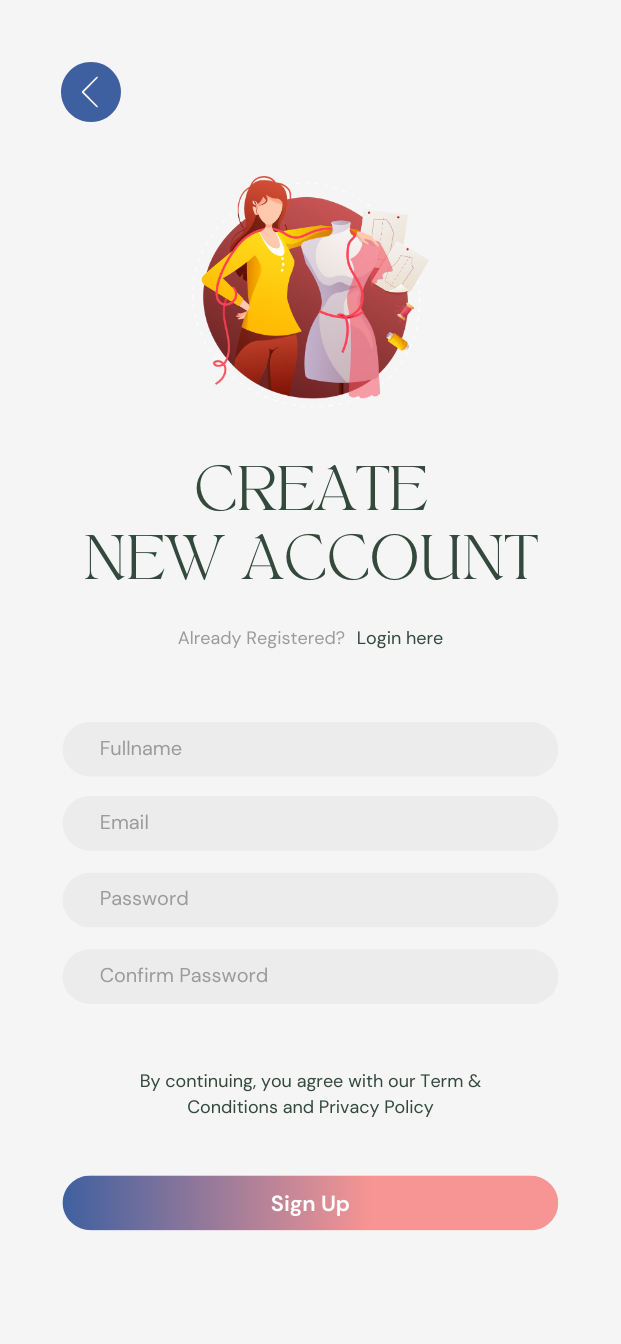 CREATE
NEW ACCOUNT
Already Registered? Login here
Fullname
Email
Password
Confirm Password
By continuing, you agree with our Term &
Conditions and Privacy Policy
Sign Up